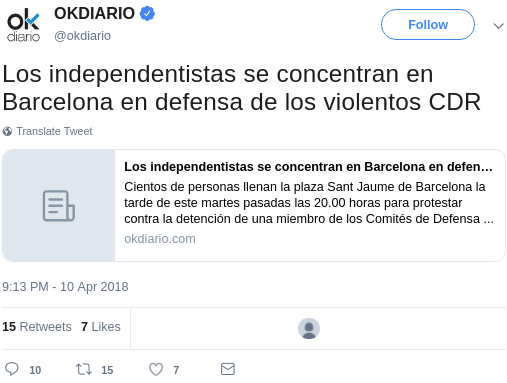 ok
diario
OKDIARIO
@okdiario
Follow
Los independentistas se concentran en
Barcelona en defensa de los violentos CDR
Translate Tweet
Los independentistas se concentran en Barcelona en defen…
Cientos de personas llenan la plaza Sant Jaume de Barcelona la
tarde de este martes pasadas las 20.00 horas para protestar
contra la detención de una miembro de los Comités de Defensa ...
okdiario.com
9:13 PM - 10 Apr 2018
15 Retweets 7 Likes
10 15 7